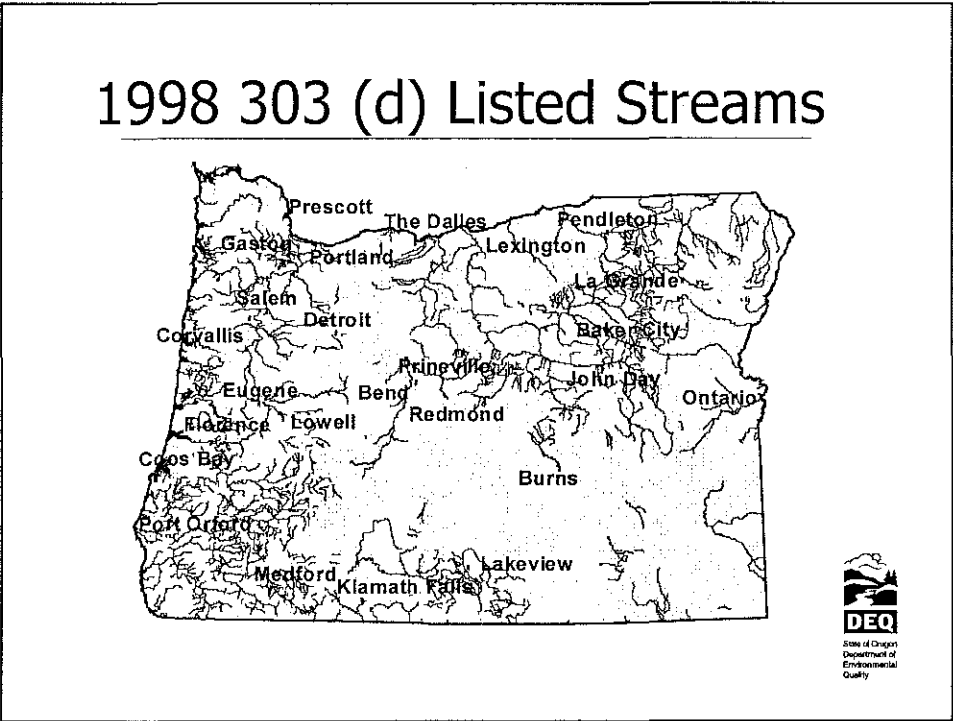 1998 303 (d) Listed Streams
Prescott
The Dalles
Pendleton
Gaston
Portland
Lexington
La Grande
Salem
Detroit
Corvallis
Baker City
Prineville
John Day
Eugene
Bend
Ontario
Redmond
Florence
Lowell
Coos Bay
Burns
Port Orford
Lakeview
Medford
Klamath Falls
DEQ
State of Oregon
Department of
Environmental
Quality